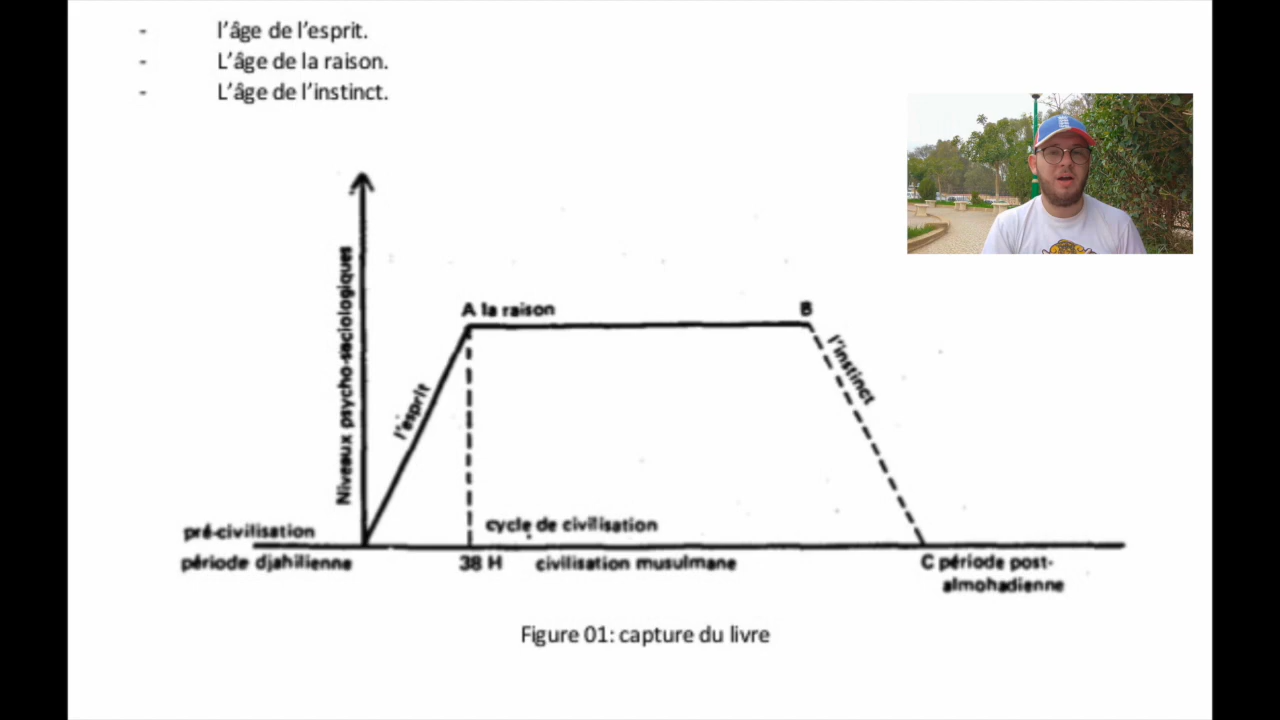 - l'âge de l'esprit.
- L'âge de la raison.
- L'âge de l'instinct.
Niveaux psycho-sociologiques
A la raison
B
l'esprit
l'instinct
pré-civilisation
cycle de civilisation
période djahilienne
38 H
civilisation musulmane
C période post-
almohadienne
Figure 01: capture du livre